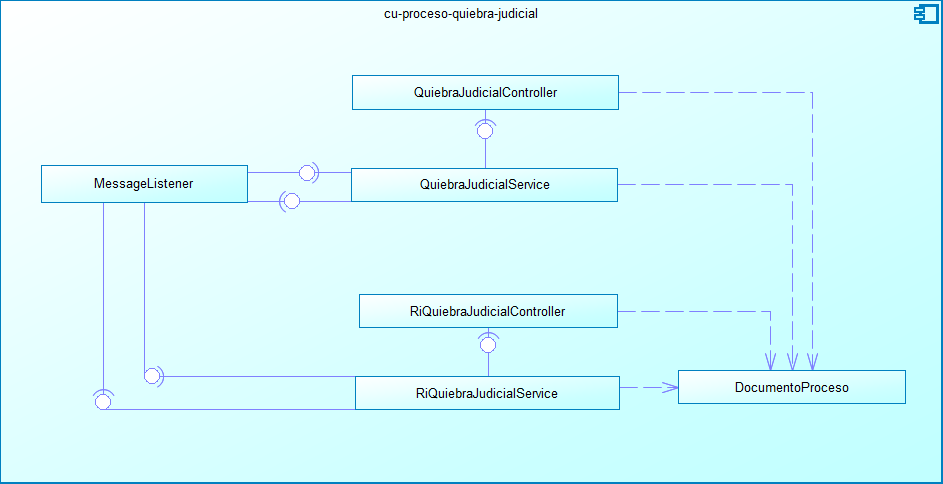 cu-proceso-quiebra-judicial
QuiebraJudicialController
MessageListener
QuiebraJudicialService
RiQuiebraJudicialController
RiQuiebraJudicialService
DocumentoProceso